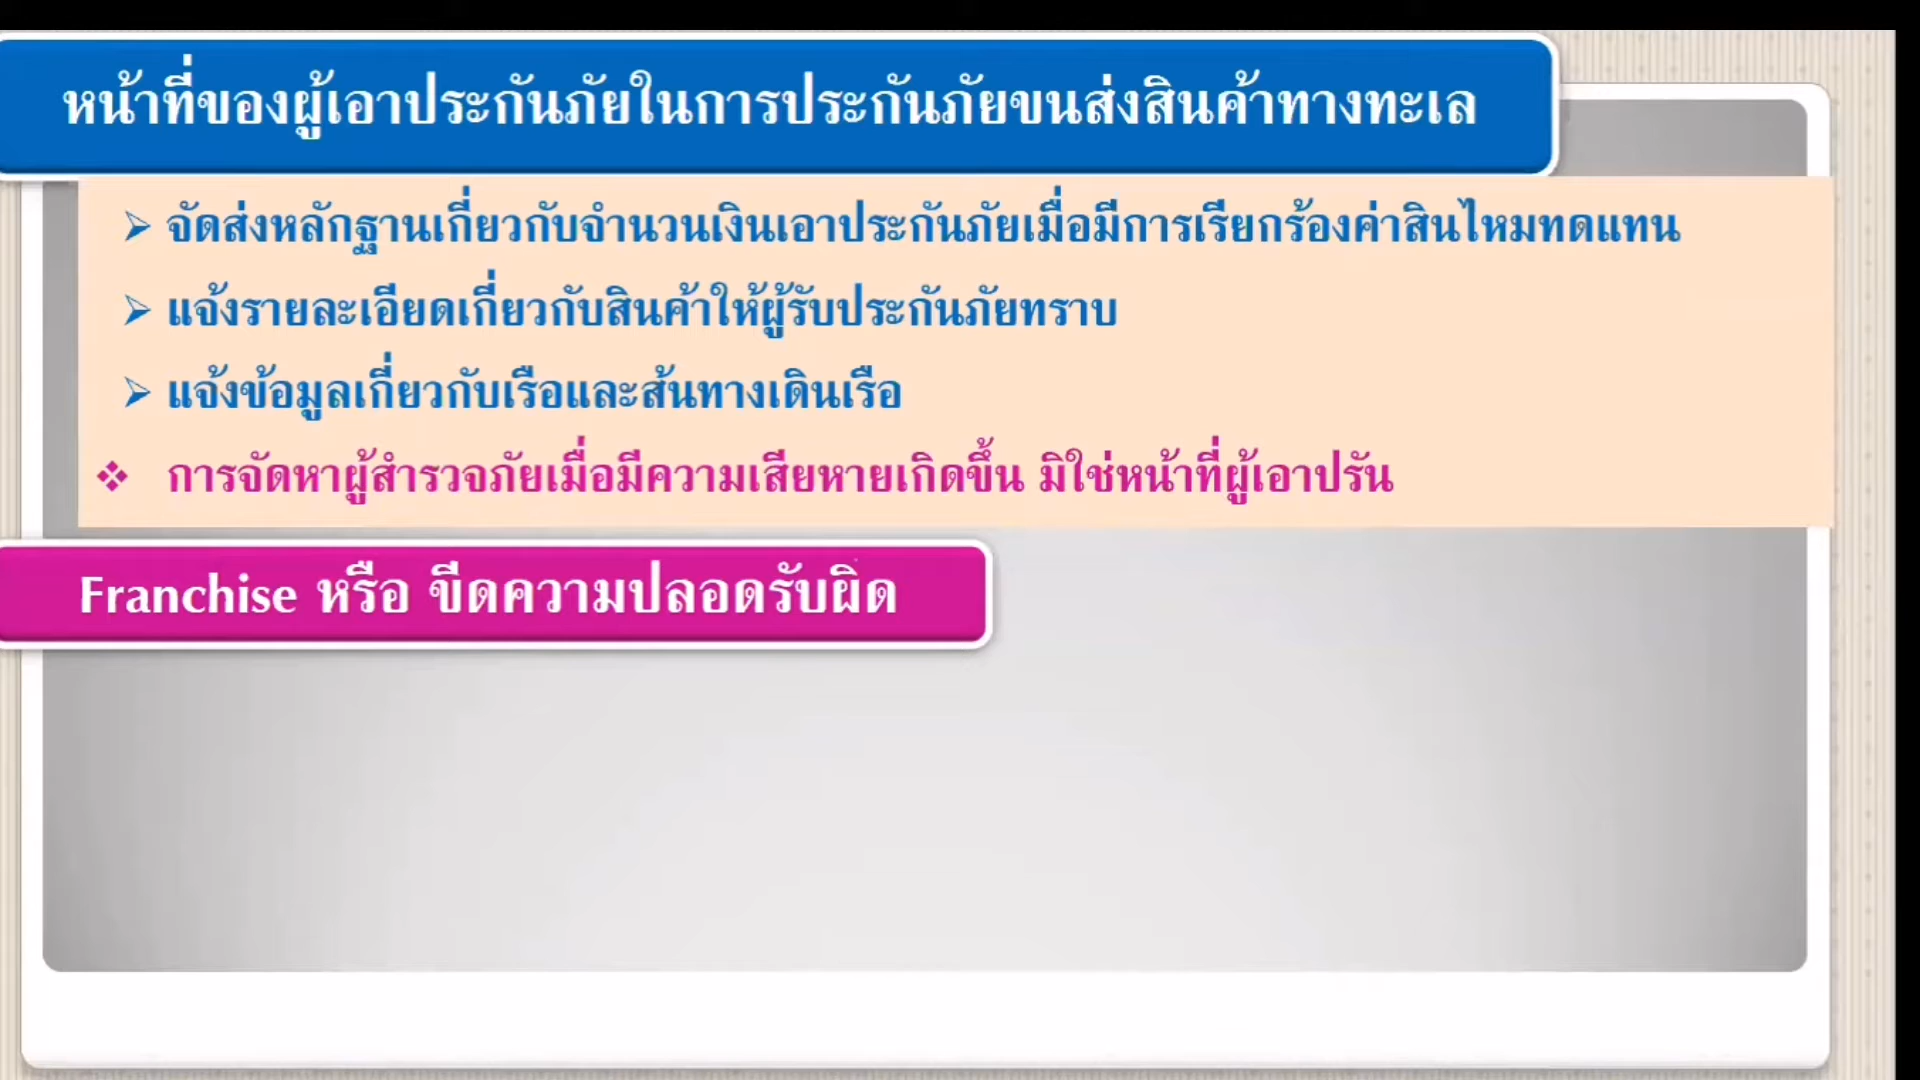 หน้าที่ของผู้เอาประกันภัยในการประกันภัยขนส่งสินค้าทางทะเล
➢ จัดส่งหลักฐานเกี่ยวกับจำนวนเงินเอาประกันภัยเมื่อมีการเรียกร้องค่าสินไหมทดแทน
➢ แจ้งรายละเอียดเกี่ยวกับสินค้าให้ผู้รับประกันภัยทราบ
➢ แจ้งข้อมูลเกี่ยวกับเรือและส้นทางเดินเรือ
❖ การจัดหาผู้สำรวจภัยเมื่อมีความเสียหายเกิดขึ้น มิใช่หน้าที่ผู้เอาปรัน
Franchise หรือ ขีดความปลอดรับผิด